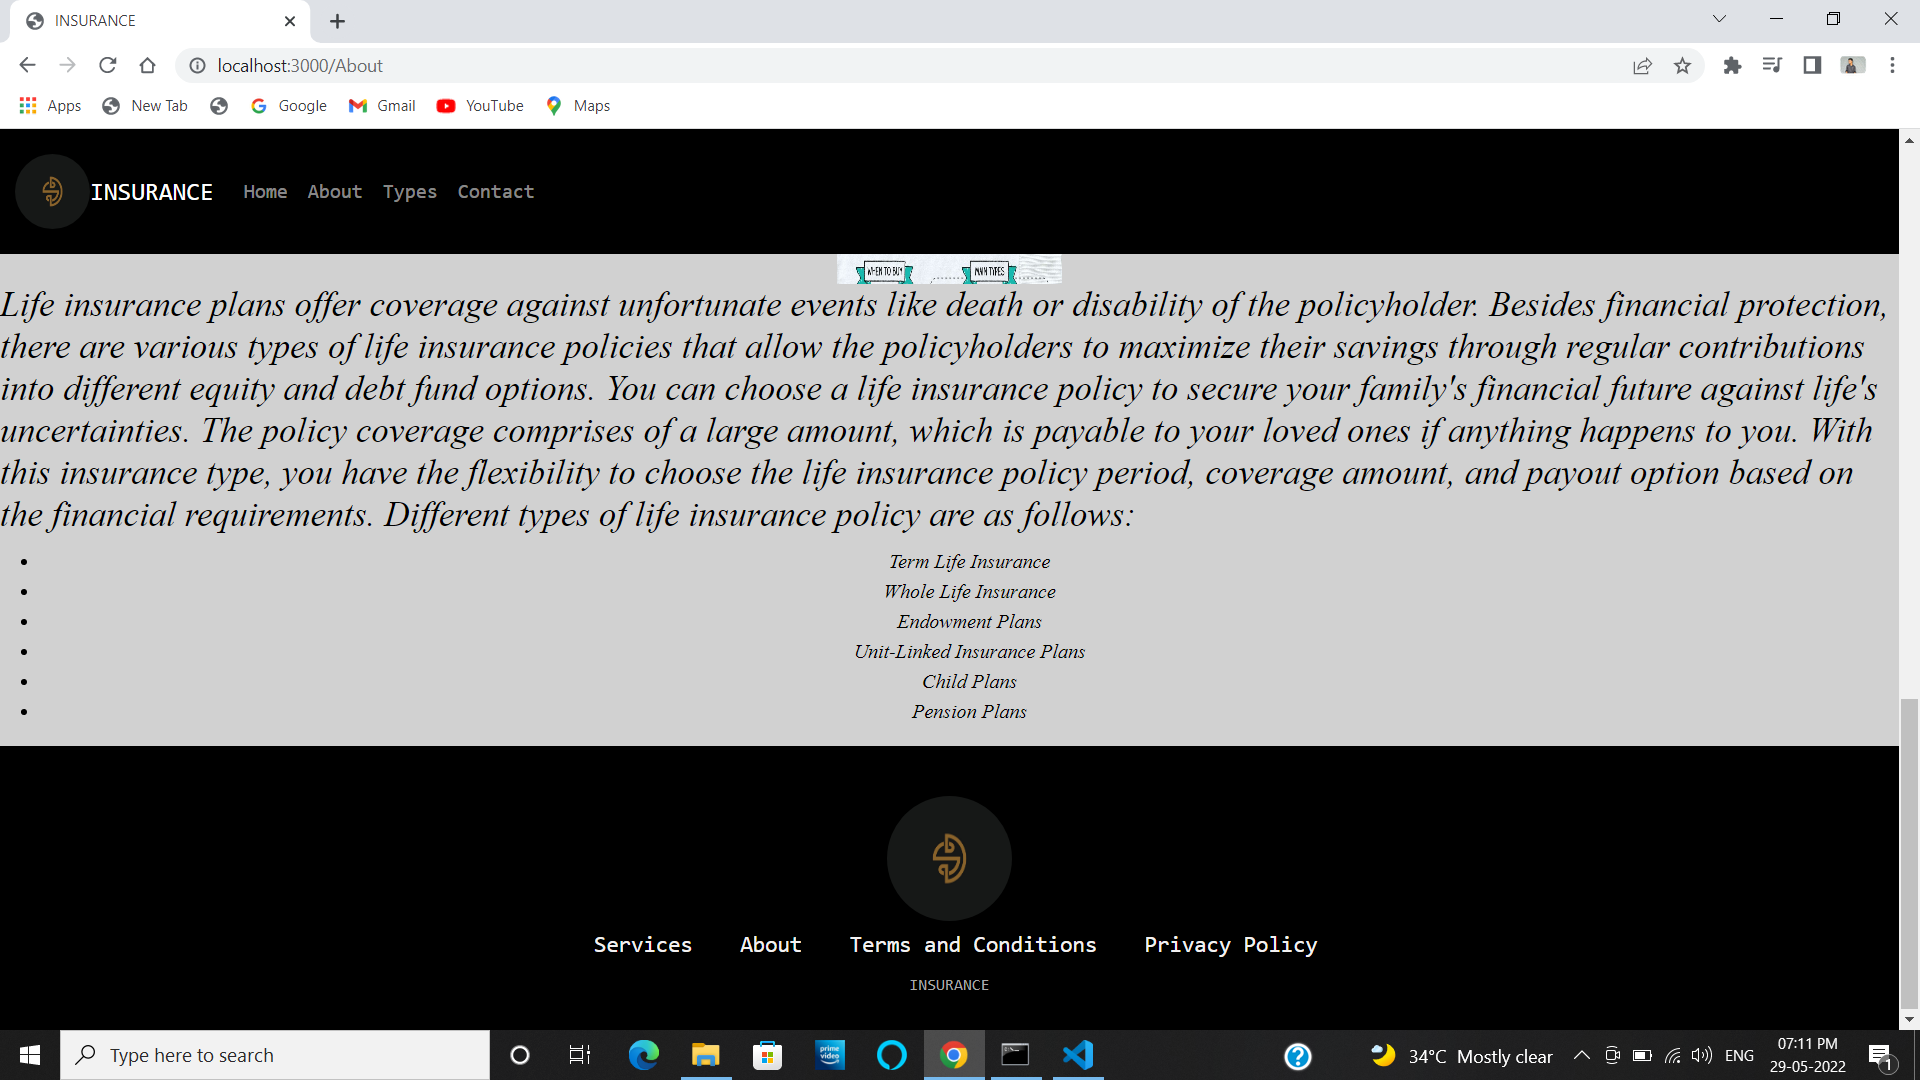 INSURANCE
localhost:3000/About
Apps New Tab Google Gmail YouTube Maps
INSURANCE Home About Types Contact
WHEN TO BUY MAIN TYPES
Life insurance plans offer coverage against unfortunate events like death or disability of the policyholder. Besides financial protection,
there are various types of life insurance policies that allow the policyholders to maximize their savings through regular contributions
into different equity and debt fund options. You can choose a life insurance policy to secure your family's financial future against life's
uncertainties. The policy coverage comprises of a large amount, which is payable to your loved ones if anything happens to you. With
this insurance type, you have the flexibility to choose the life insurance policy period, coverage amount, and payout option based on
the financial requirements. Different types of life insurance policy are as follows:
Term Life Insurance
Whole Life Insurance
Endowment Plans
Unit-Linked Insurance Plans
Child Plans
Pension Plans
Services About Terms and Conditions Privacy Policy
INSURANCE
Type here to search
prime video
34°C Mostly clear
ENG
07:11 PM
29-05-2022
1